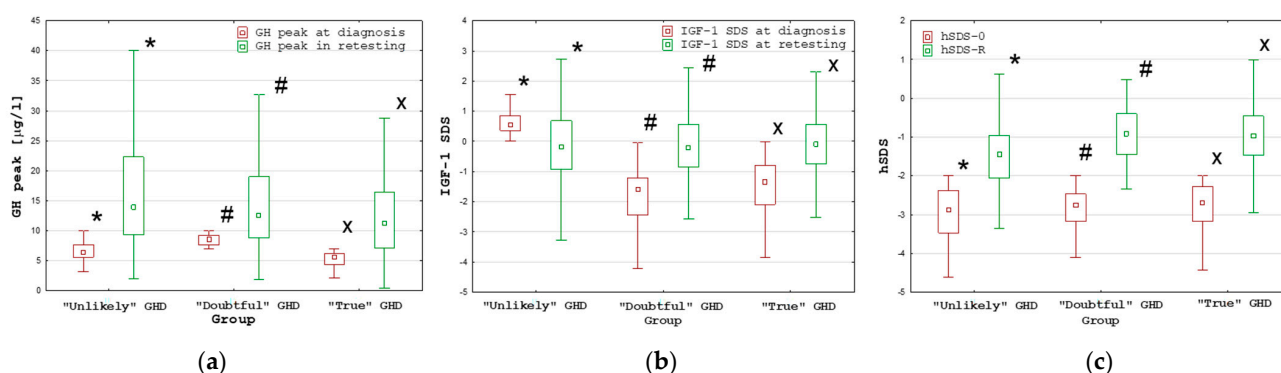 GH peak at diagnosis
GH peak in retesting
GH peak [µg/l]
45
40
35
30
25
20
15
10
5
0
*
*
#
#
x
x
"Unlikely" GHD
"Doubtful" GHD
"True" GHD
Group
(a)
IGF-1 SDS at diagnosis
IGF-1 SDS at retesting
IGF-1 SDS
4
3
2
1
0
-1
-2
-3
-4
-5
*
*
#
#
x
x
"Unlikely" GHD
"Doubtful" GHD
"True" GHD
Group
(b)
hSDS-0
hSDS-R
hSDS
2
1
0
-1
-2
-3
-4
-5
*
*
#
#
x
x
"Unlikely" GHD
"Doubtful" GHD
"True" GHD
Group
(c)